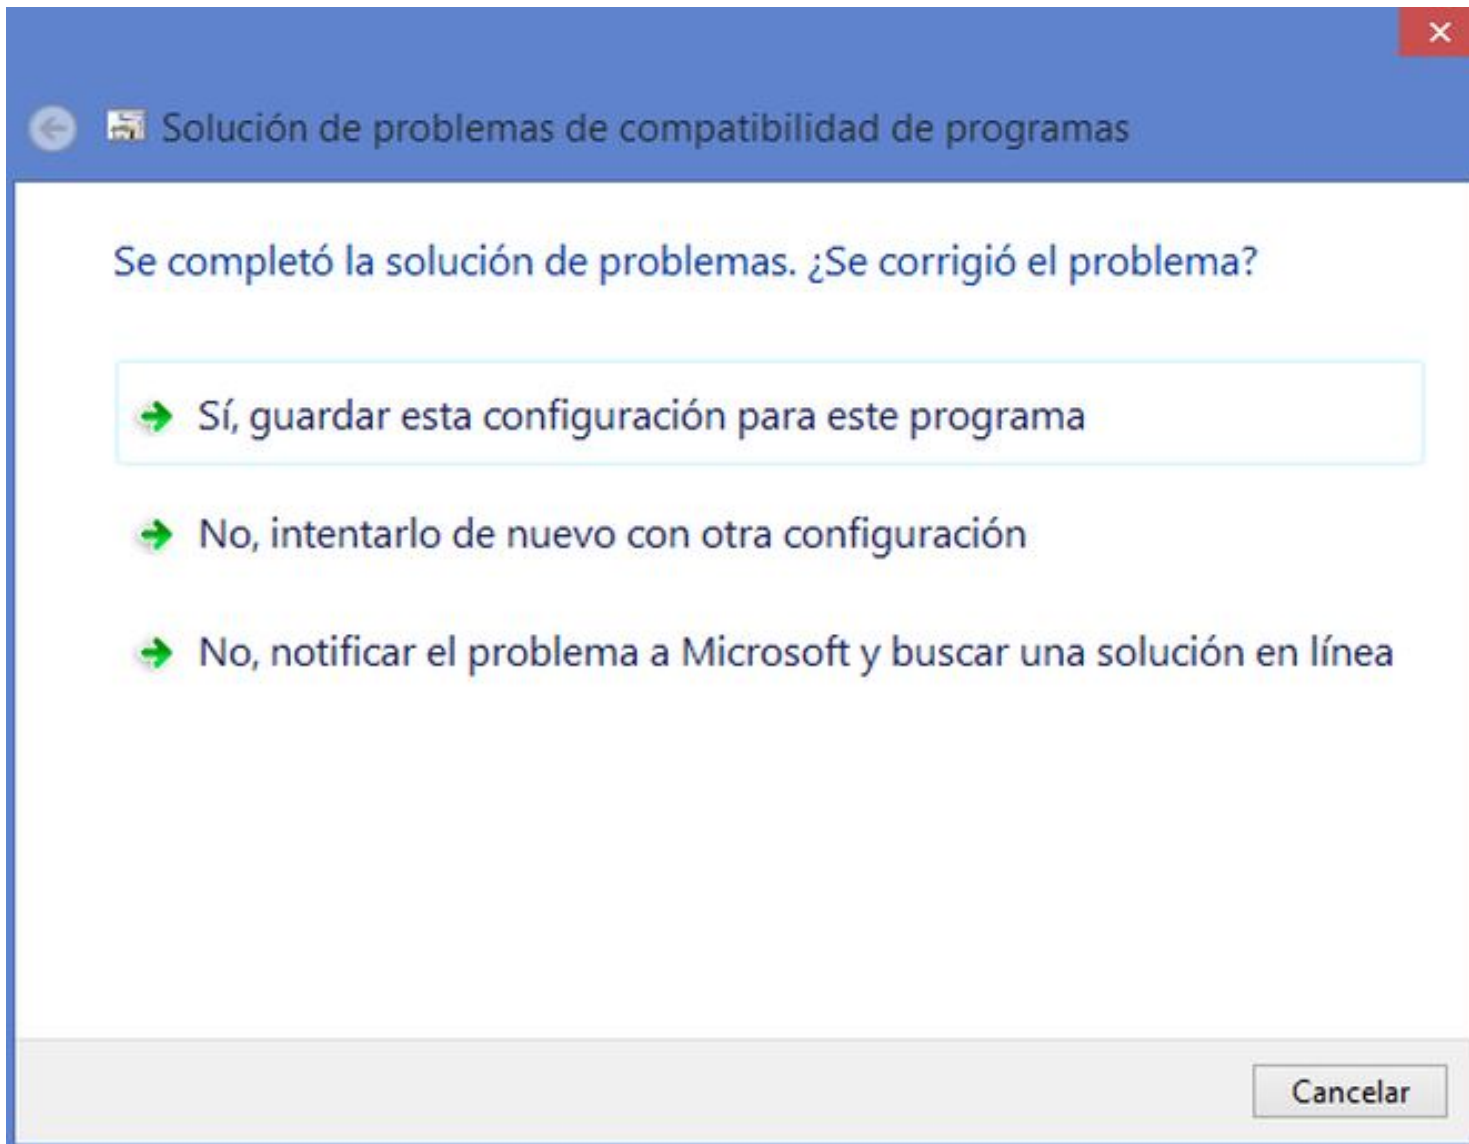 Solución de problemas de compatibilidad de programas
Se completó la solución de problemas. ¿Se corrigió el problema?
Sí, guardar esta configuración para este programa
No, intentarlo de nuevo con otra configuración
No, notificar el problema a Microsoft y buscar una solución en línea
Cancelar